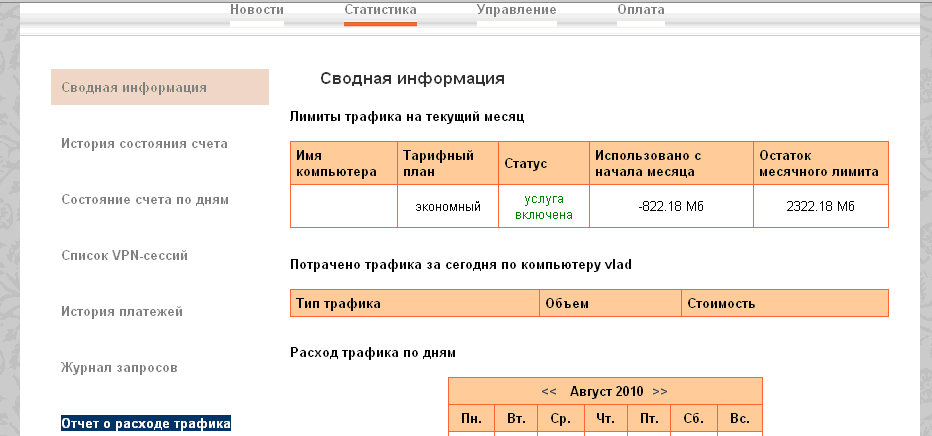 Новости Статистика Управление Оплата
Сводная информация
История состояния счета
Состояние счета по дням
Список VPN-сессий
История платежей
Журнал запросов
Отчет о расходе трафика
Сводная информация
Лимиты трафика на текущий месяц
Имя компьютера Тарифный план Статус Использовано с начала месяца Остаток месячного лимита
экономный услуга включена -822.18 Мб 2322.18 Мб
Потрачено трафика за сегодня по компьютеру vlad
Тип трафика Объем Стоимость
Расход трафика по дням
<< Август 2010 >>
Пн. Вт. Ср. Чт. Пт. Сб. Вс.